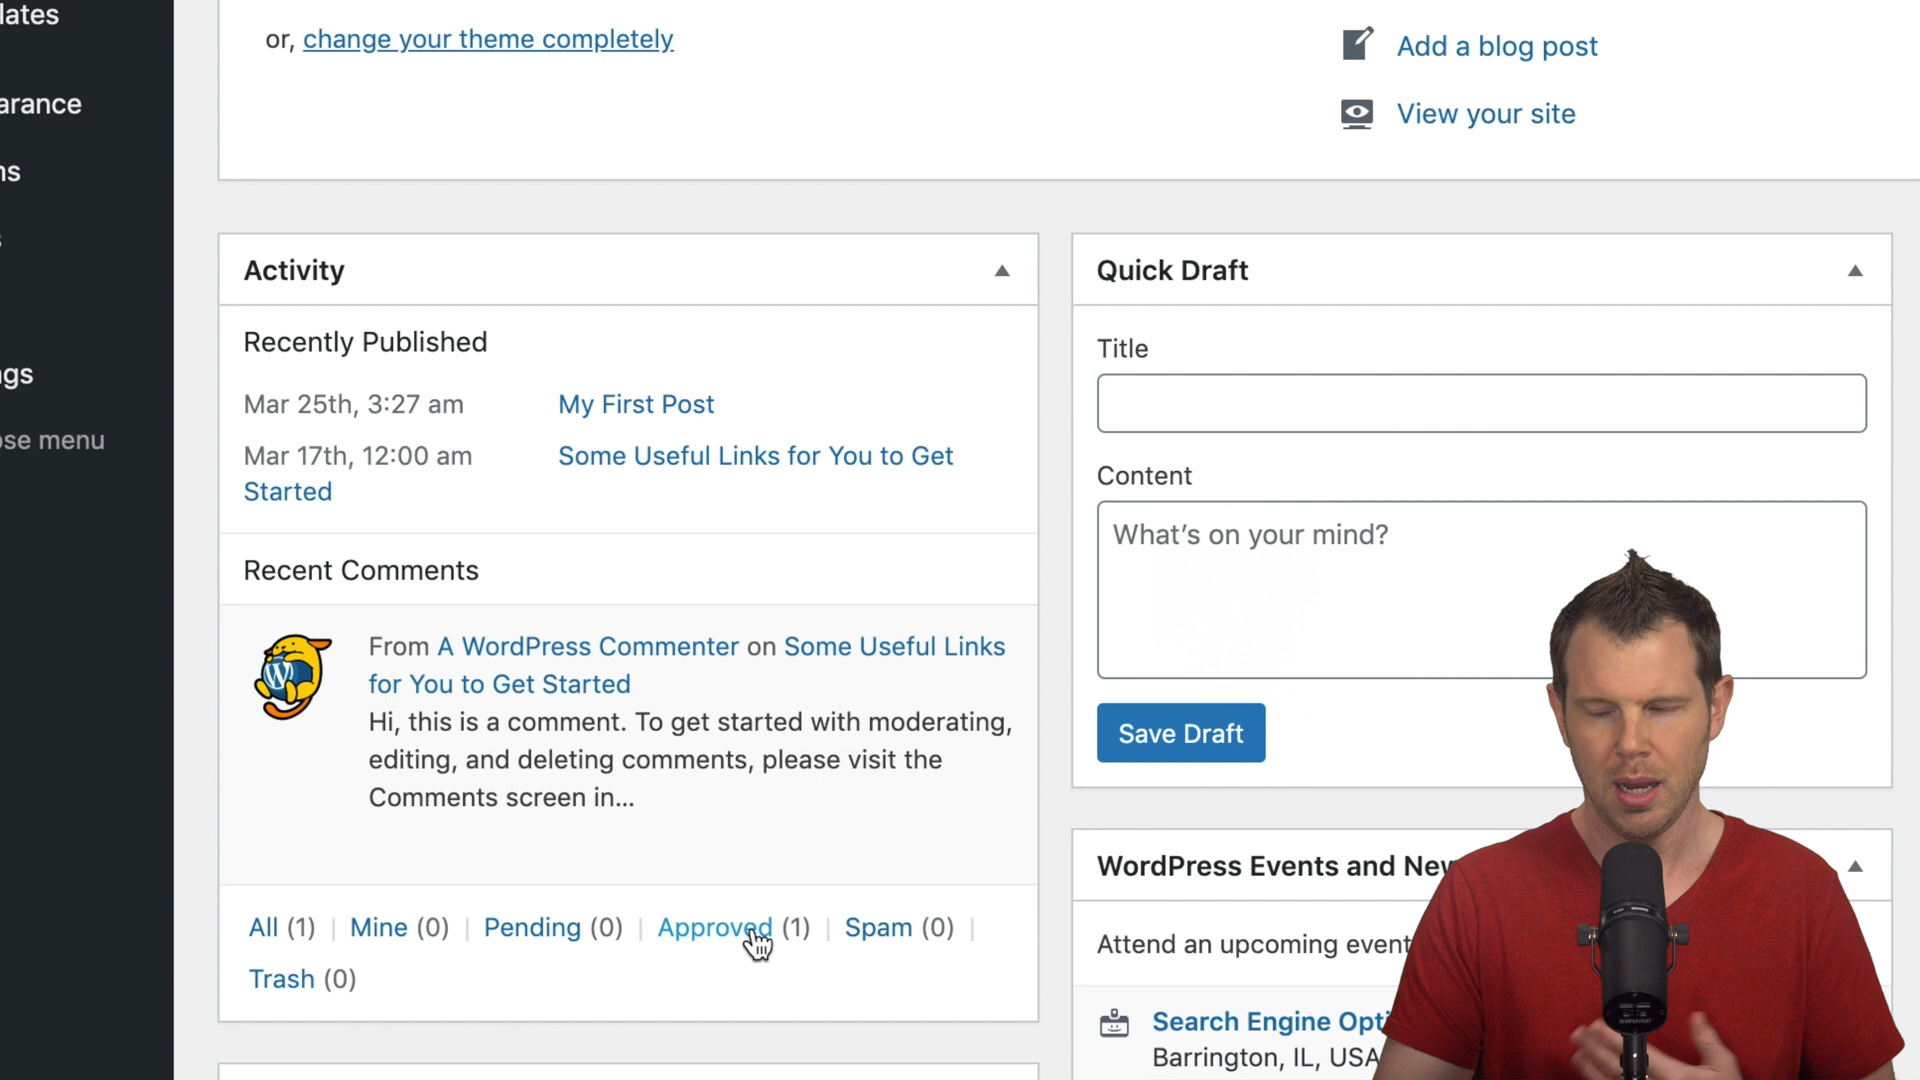 lates
arance
ns
s
gs
ose menu
or, change your theme completely
Add a blog post
View your site
Activity
Recently Published
Mar 25th, 3:27 am My First Post
Mar 17th, 12:00 am Some Useful Links for You to Get
Started
Recent Comments
From A WordPress Commenter on Some Useful Links
for You to Get Started
Hi, this is a comment. To get started with moderating,
editing, and deleting comments, please visit the
Comments screen in...
All (1) | Mine (0) | Pending (0) | Approved (1) | Spam (0) |
Trash (0)
Quick Draft
Title
Content
What's on your mind?
Save Draft
WordPress Events and New
Attend an upcoming event
Search Engine Opti
Barrington, IL, USA
SHURE